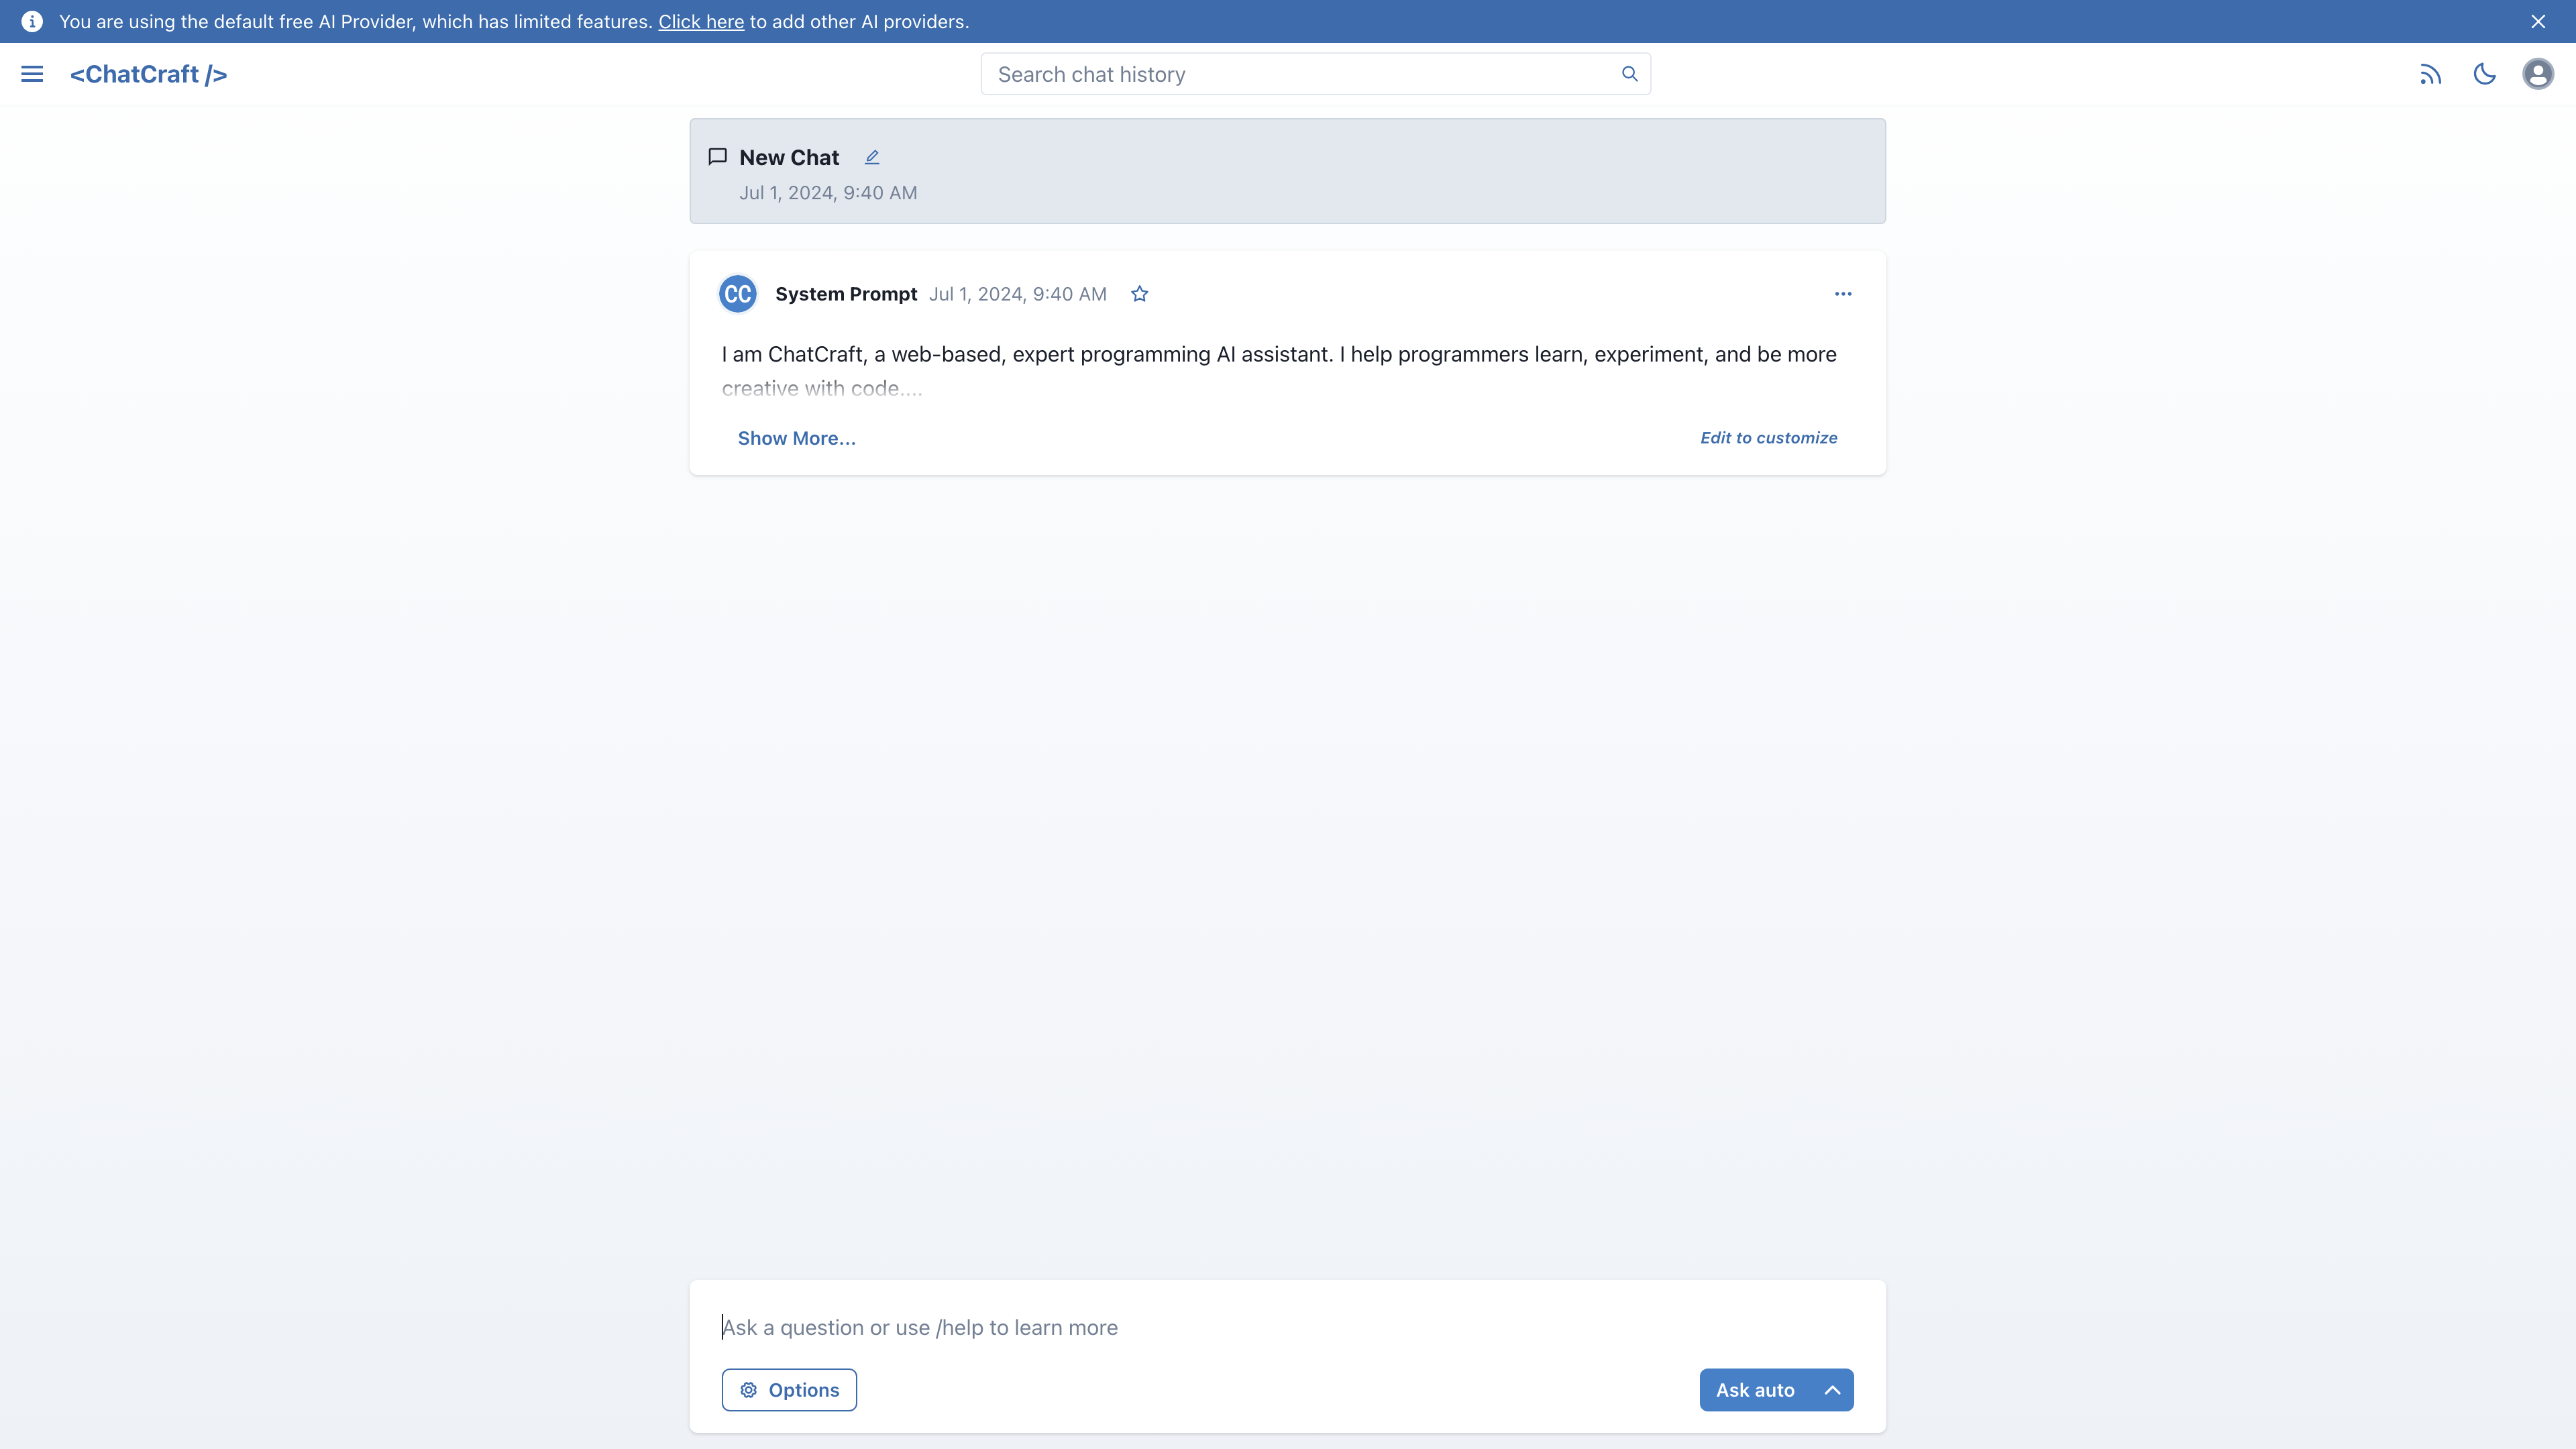 You are using the default free AI Provider, which has limited features. Click here to add other AI providers.
<ChatCraft />
Search chat history
New Chat
Jul 1, 2024, 9:40 AM
CC
System Prompt Jul 1, 2024, 9:40 AM
I am ChatCraft, a web-based, expert programming AI assistant. I help programmers learn, experiment, and be more
creative with code....
Show More...
Edit to customize
Ask a question or use /help to learn more
Options
Ask auto